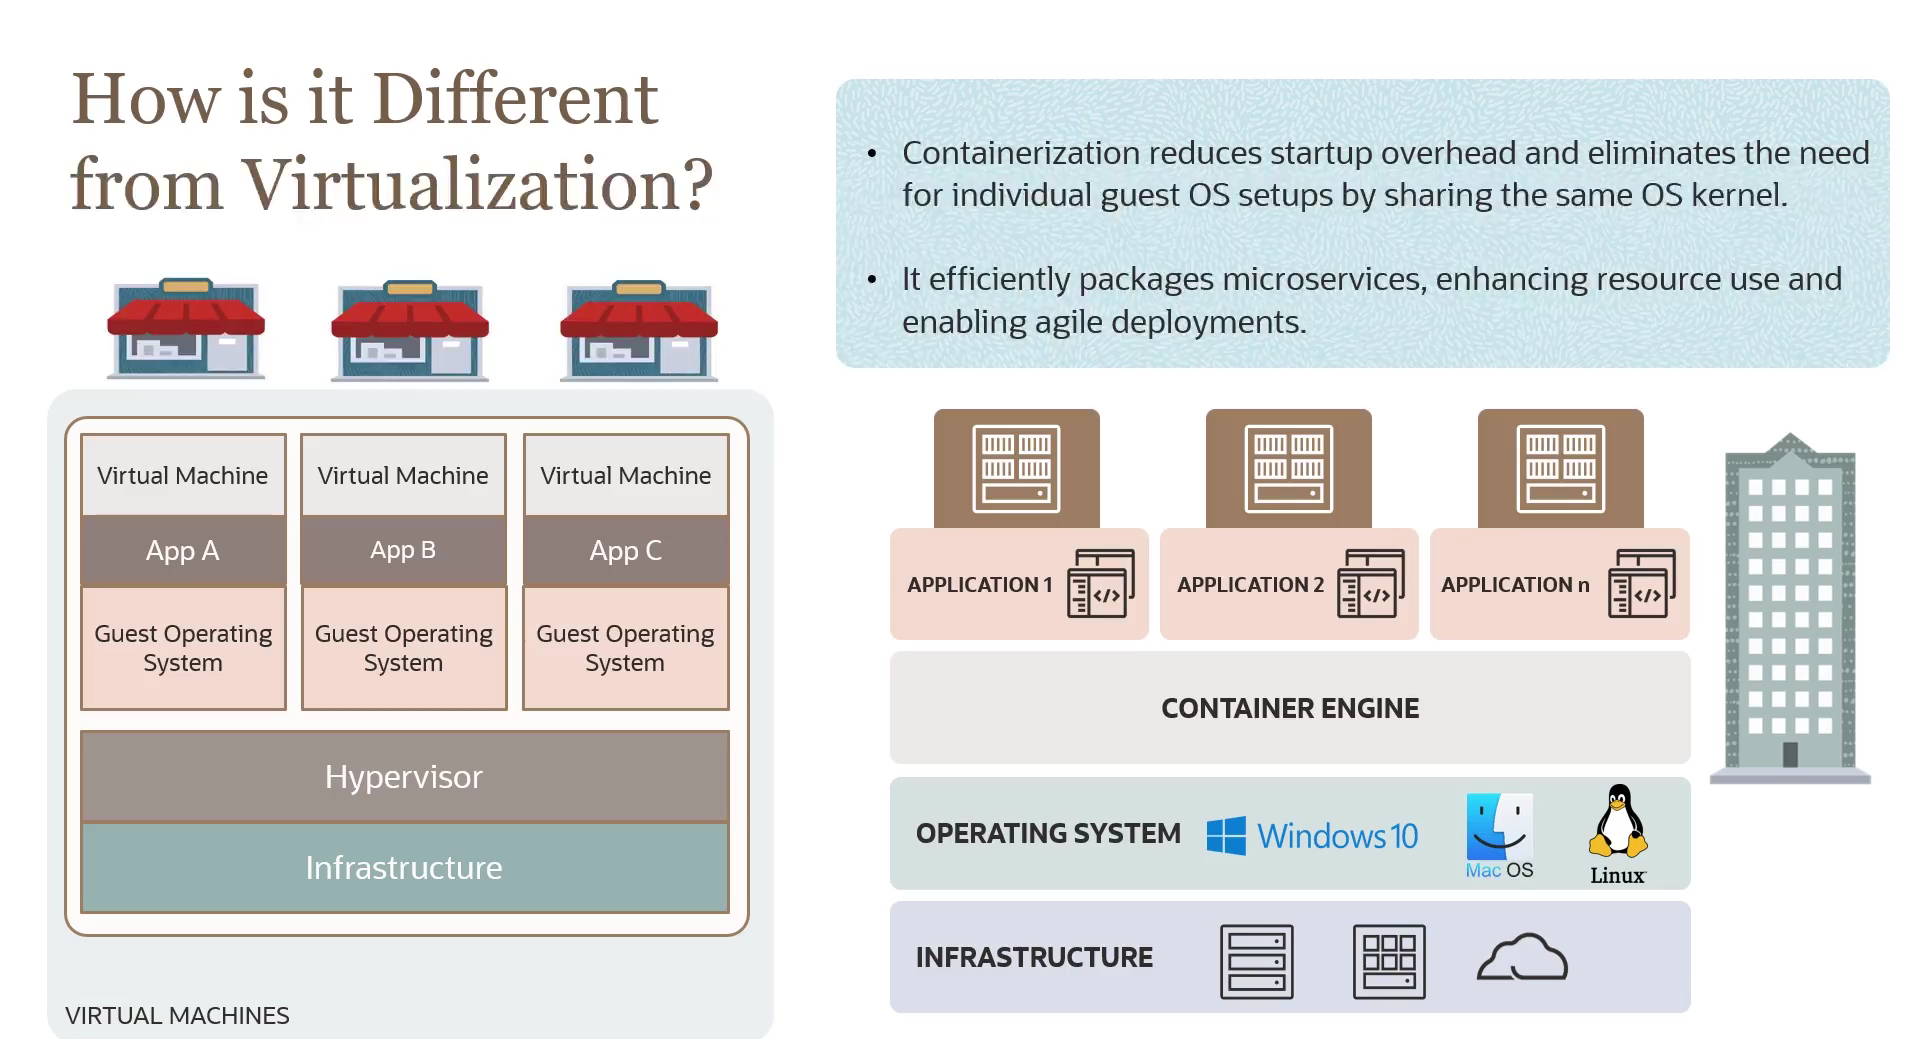 How is it Different
from Virtualization?
• Containerization reduces startup overhead and eliminates the need
for individual guest OS setups by sharing the same OS kernel.
• It efficiently packages microservices, enhancing resource use and
enabling agile deployments.
Virtual Machine
Virtual Machine
Virtual Machine
App A
App B
App C
Guest Operating
System
Guest Operating
System
Guest Operating
System
Hypervisor
Infrastructure
VIRTUAL MACHINES
APPLICATION 1
APPLICATION 2
APPLICATION n
CONTAINER ENGINE
OPERATING SYSTEM
Windows 10
Mac OS
Linux
INFRASTRUCTURE